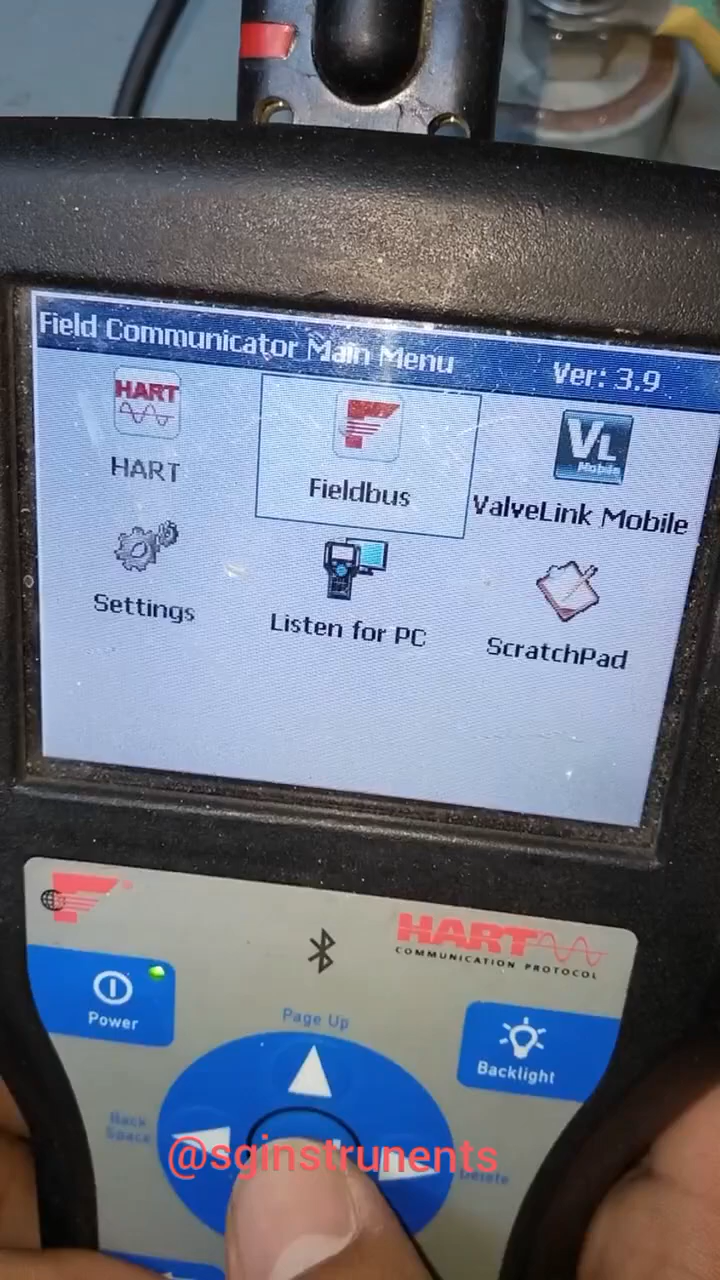 Field Communicator Main Menu Ver: 3.9
HART
HART
Fieldbus
VL
Mobile
ValveLink Mobile
Settings
Listen for PC
ScratchPad
HART
COMMUNICATION PROTOCOL
Power
Page Up
Backlight
Back
Space
Delete
@sginstrunents